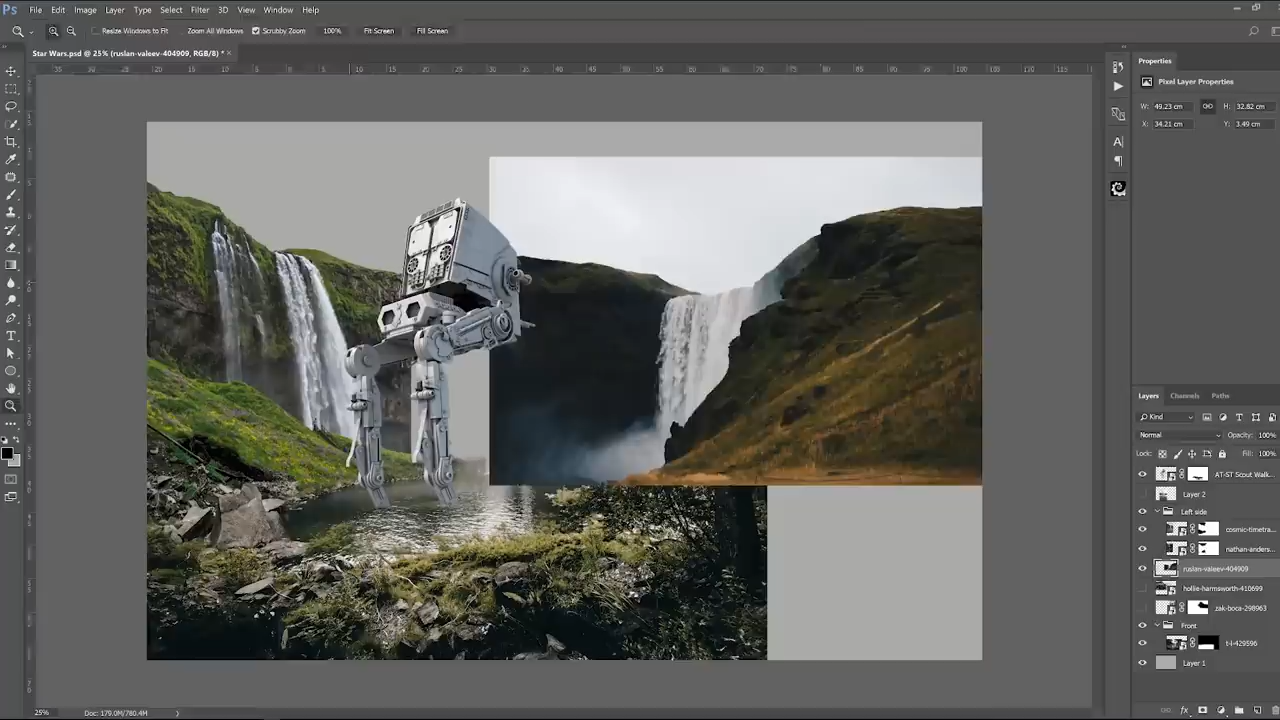 Ps File Edit Image Layer Type Select Filter 3D View Window Help
Resize Windows to Fit Zoom All Windows Scrubby Zoom 100% Fit Screen Fill Screen
Star Wars.psd @ 25% (ruslan-valeev-404909, RGB/8) * ×
Properties
Pixel Layer Properties
W: 49.23 cm H: 32.82 cm
X: 34.21 cm Y: 3.49 cm
Layers Channels Paths
Kind
Normal Opacity: 100%
Lock: Fill: 100%
AT-ST Scout Walk...
Layer 2
Left side
cosmic-timetra...
nathan-anders...
ruslan-valeev-404909
hollie-harmsworth-410699
zak-boca-298963
Front
t-l-429596
Layer 1
25% Doc: 179.0M/780.4M